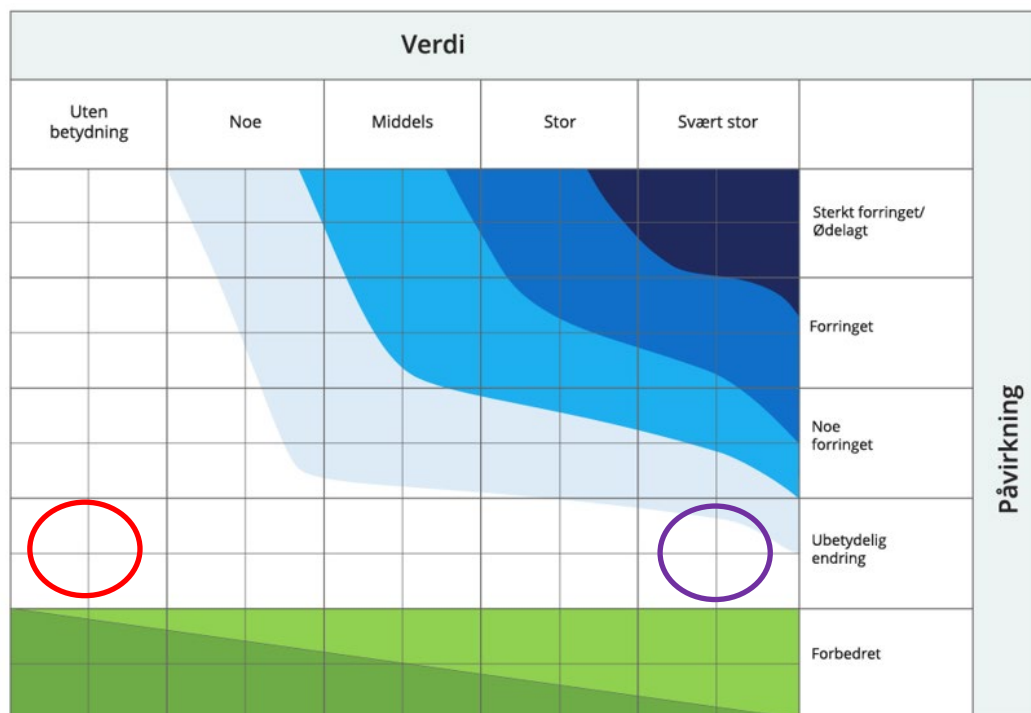 Verdi
Uten
betydning
Noe
Middels
Stor
Svært stor
Sterkt forringet/
Ødelagt
Forringet
Noe
forringet
Ubetydelig
endring
Forbedret
Påvirkning